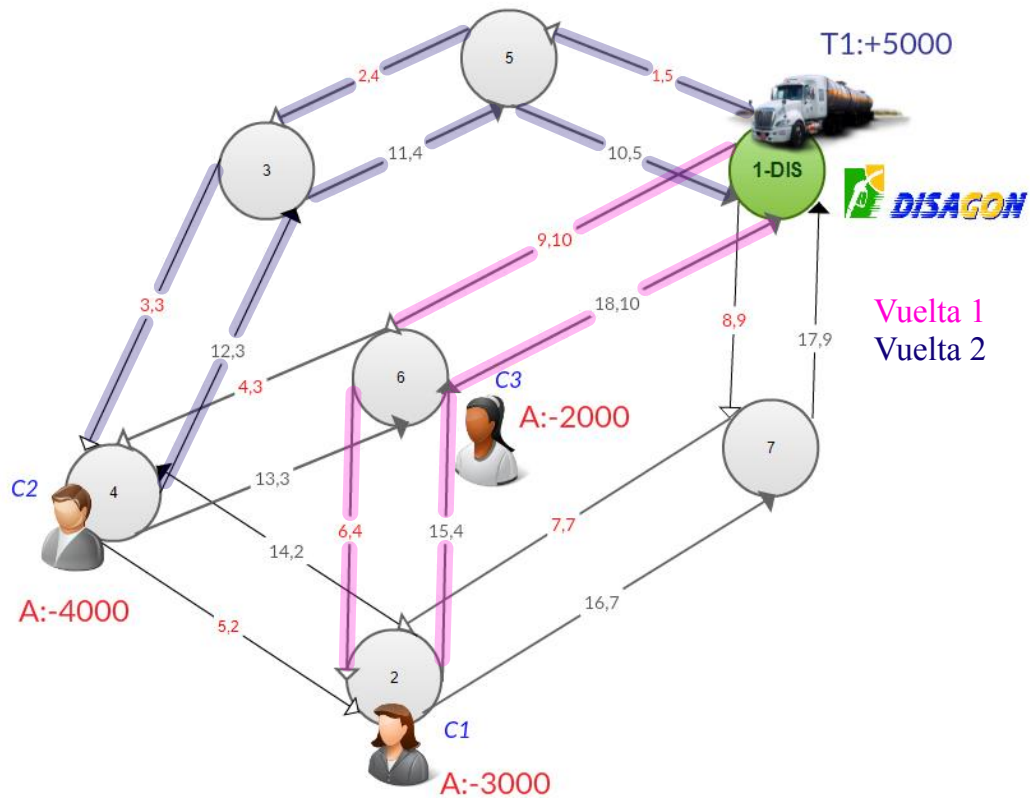 5
T1:+5000
2,4
1,5
3
11,4
10,5
1-DIS
DISAGON
9,10
3,3
18,10
8,9
17,9
Vuelta 1
Vuelta 2
12,3
6
C3
4,3
A:-2000
7
C2
4
13,3
6,4
15,4
7,7
14,2
A:-4000
5,2
16,7
2
C1
A:-3000